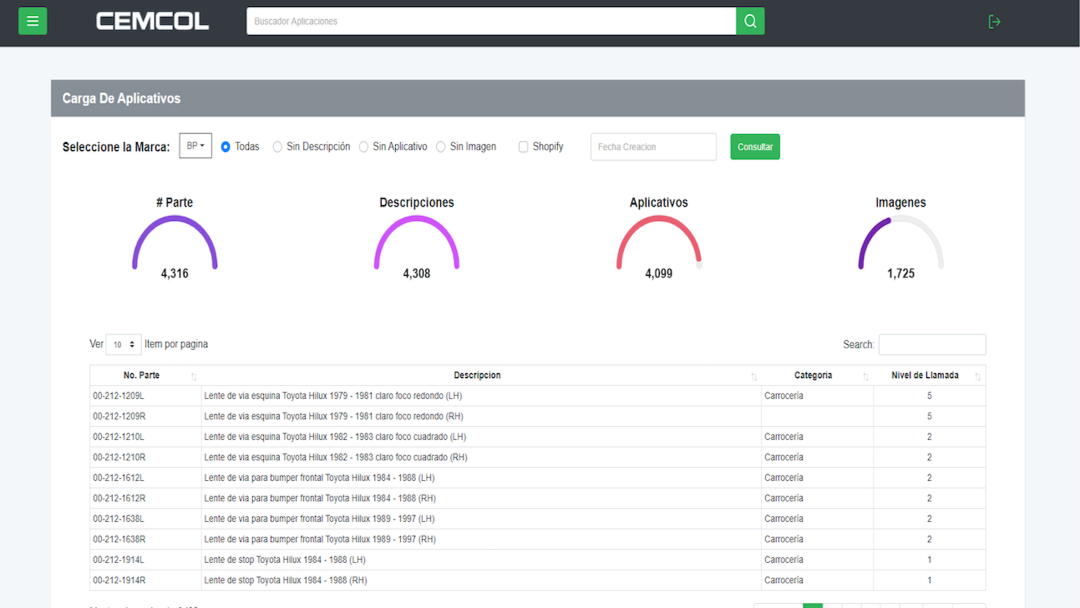 CEMCOL
Buscador Aplicaciones
Carga De Aplicativos
Seleccione la Marca: BP Todas Sin Descripción Sin Aplicativo Sin Imagen Shopify Fecha Creacion Consultar
# Parte Descripciones Aplicativos Imagenes
4,316 4,308 4,099 1,725
Ver 10 Item por pagina Search:
No. Parte Descripcion Categoria Nivel de Llamada
00-212-1209L Lente de via esquina Toyota Hilux 1979 - 1981 claro foco redondo (LH) Carrocería 5
00-212-1209R Lente de via esquina Toyota Hilux 1979 - 1981 claro foco redondo (RH) 5
00-212-1210L Lente de via esquina Toyota Hilux 1982 - 1983 claro foco cuadrado (LH) Carrocería 2
00-212-1210R Lente de via esquina Toyota Hilux 1982 - 1983 claro foco cuadrado (RH) Carrocería 2
00-212-1612L Lente de via para bumper frontal Toyota Hilux 1984 - 1988 (LH) Carrocería 2
00-212-1612R Lente de via para bumper frontal Toyota Hilux 1984 - 1988 (RH) Carrocería 2
00-212-1638L Lente de via para bumper frontal Toyota Hilux 1989 - 1997 (LH) Carrocería 2
00-212-1638R Lente de via para bumper frontal Toyota Hilux 1989 - 1997 (RH) Carrocería 2
00-212-1914L Lente de stop Toyota Hilux 1984 - 1988 (LH) Carrocería 1
00-212-1914R Lente de stop Toyota Hilux 1984 - 1988 (RH) Carrocería 1